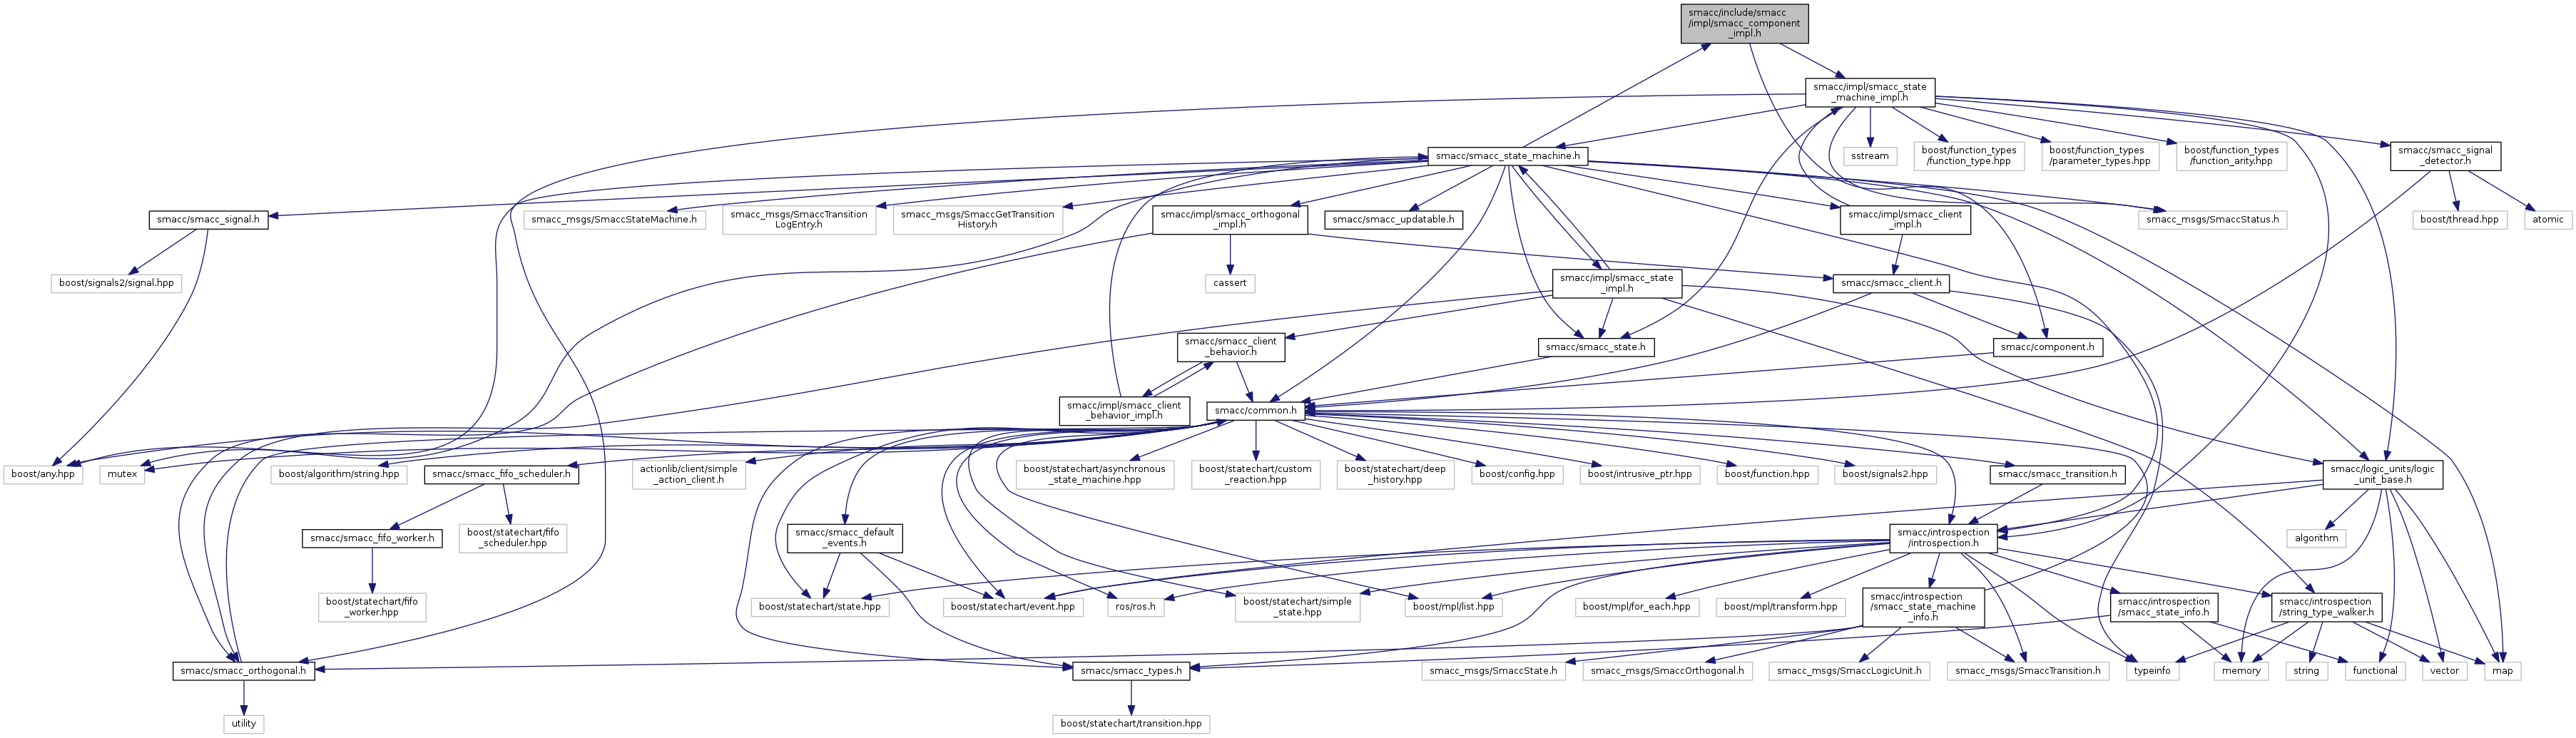 smacc/include/smacc
/impl/smacc_component
_impl.h
smacc/impl/smacc_state
_machine_impl.h
smacc/smacc_state_machine.h
sstream
boost/function_types
/function_type.hpp
boost/function_types
/parameter_types.hpp
boost/function_types
/function_arity.hpp
smacc/smacc_signal
_detector.h
smacc/smacc_signal.h
smacc_msgs/SmaccStateMachine.h
smacc_msgs/SmaccTransition
LogEntry.h
smacc_msgs/SmaccGetTransition
History.h
smacc/impl/smacc_orthogonal
_impl.h
smacc/smacc_updatable.h
smacc/impl/smacc_client
_impl.h
smacc_msgs/SmaccStatus.h
boost/thread.hpp
atomic
boost/signals2/signal.hpp
cassert
smacc/impl/smacc_state
_impl.h
smacc/smacc_client.h
smacc/smacc_client
_behavior.h
smacc/smacc_state.h
smacc/component.h
smacc/impl/smacc_client
_behavior_impl.h
smacc/common.h
boost/any.hpp
mutex
boost/algorithm/string.hpp
smacc/smacc_fifo_scheduler.h
actionlib/client/simple
_action_client.h
boost/statechart/asynchronous
_state_machine.hpp
boost/statechart/custom
_reaction.hpp
boost/statechart/deep
_history.hpp
boost/config.hpp
boost/intrusive_ptr.hpp
boost/function.hpp
boost/signals2.hpp
smacc/smacc_transition.h
smacc/logic_units/logic
_unit_base.h
smacc/smacc_fifo_worker.h
boost/statechart/fifo
_scheduler.hpp
smacc/smacc_default
_events.h
smacc/introspection
/introspection.h
algorithm
boost/statechart/fifo
_worker.hpp
boost/statechart/state.hpp
boost/statechart/event.hpp
ros/ros.h
boost/statechart/simple
_state.hpp
boost/mpl/list.hpp
boost/mpl/for_each.hpp
boost/mpl/transform.hpp
smacc/introspection
/smacc_state_machine
_info.h
smacc/introspection
/smacc_state_info.h
smacc/introspection
/string_type_walker.h
smacc/smacc_orthogonal.h
smacc/smacc_types.h
smacc_msgs/SmaccState.h
smacc_msgs/SmaccOrthogonal.h
smacc_msgs/SmaccLogicUnit.h
smacc_msgs/SmaccTransition.h
typeinfo
memory
string
functional
vector
map
utility
boost/statechart/transition.hpp